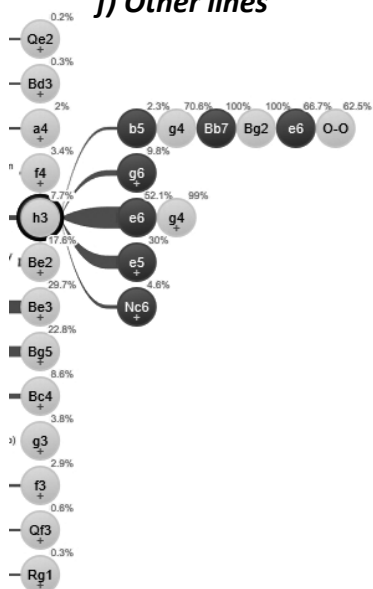 f) Other lines
0.2%
Qe2
+
0.3%
Bd3
+
2% 2.3% 70.6% 100% 100% 66.7% 62.5%
a4 b5 g4 Bb7 Bg2 e6 O-O
+
3.4% 9.8%
f4 g6
+ +
7.7% 52.1% 99%
h3 e6 g4
+ +
17.6% 30%
Be2 e5
+ +
29.7% 4.6%
Be3 Nc6
+ +
22.8%
Bg5
+
8.6%
Bc4
+
3.8%
g3
+
2.9%
f3
+
0.6%
Qf3
+
0.3%
Rg1
+